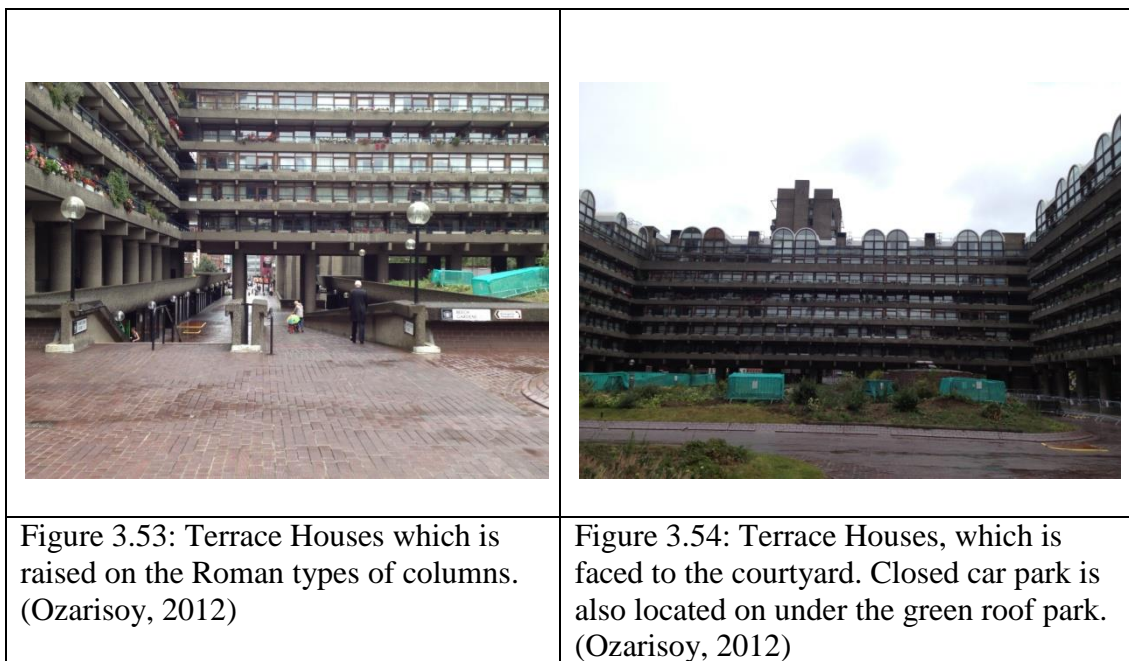 Figure 3.53: Terrace Houses which is
raised on the Roman types of columns.
(Ozarisoy, 2012)
Figure 3.54: Terrace Houses, which is
faced to the courtyard. Closed car park is
also located on under the green roof park.
(Ozarisoy, 2012)